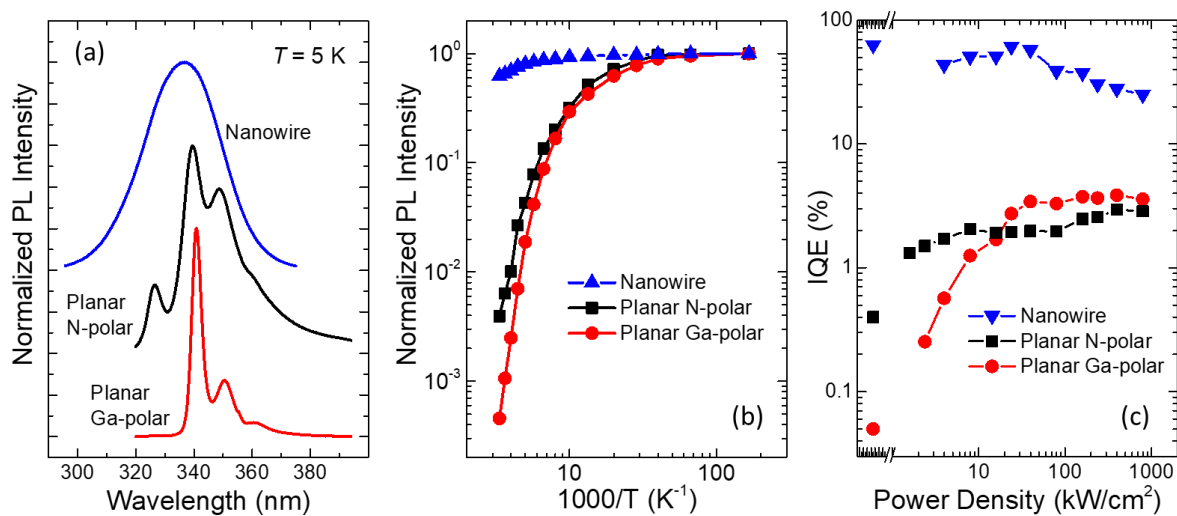 (a)
T = 5 K
Nanowire
Planar
N-polar
Planar
Ga-polar
Normalized PL Intensity
300 320 340 360 380
Wavelength (nm)
10⁰
10⁻¹
10⁻²
10⁻³
Normalized PL Intensity
Nanowire
Planar N-polar
Planar Ga-polar
(b)
10 100
1000/T (K⁻¹)
100
10
1
0.1
IQE (%)
Nanowire
Planar N-polar
Planar Ga-polar
(c)
10 100 1000
Power Density (kW/cm²)